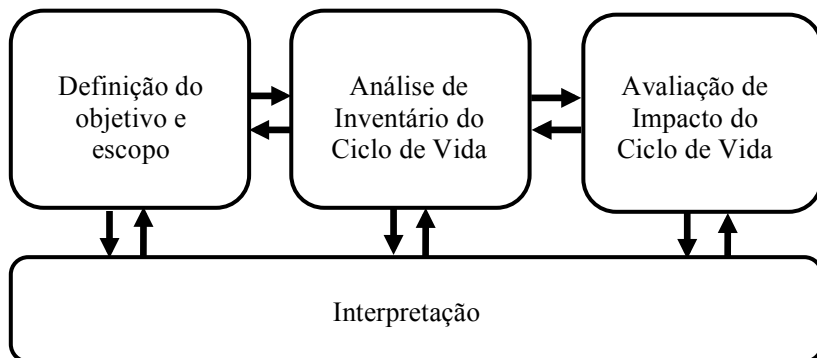 Definição do
objetivo e
escopo
Análise de
Inventário do
Ciclo de Vida
Avaliação de
Impacto do
Ciclo de Vida
Interpretação